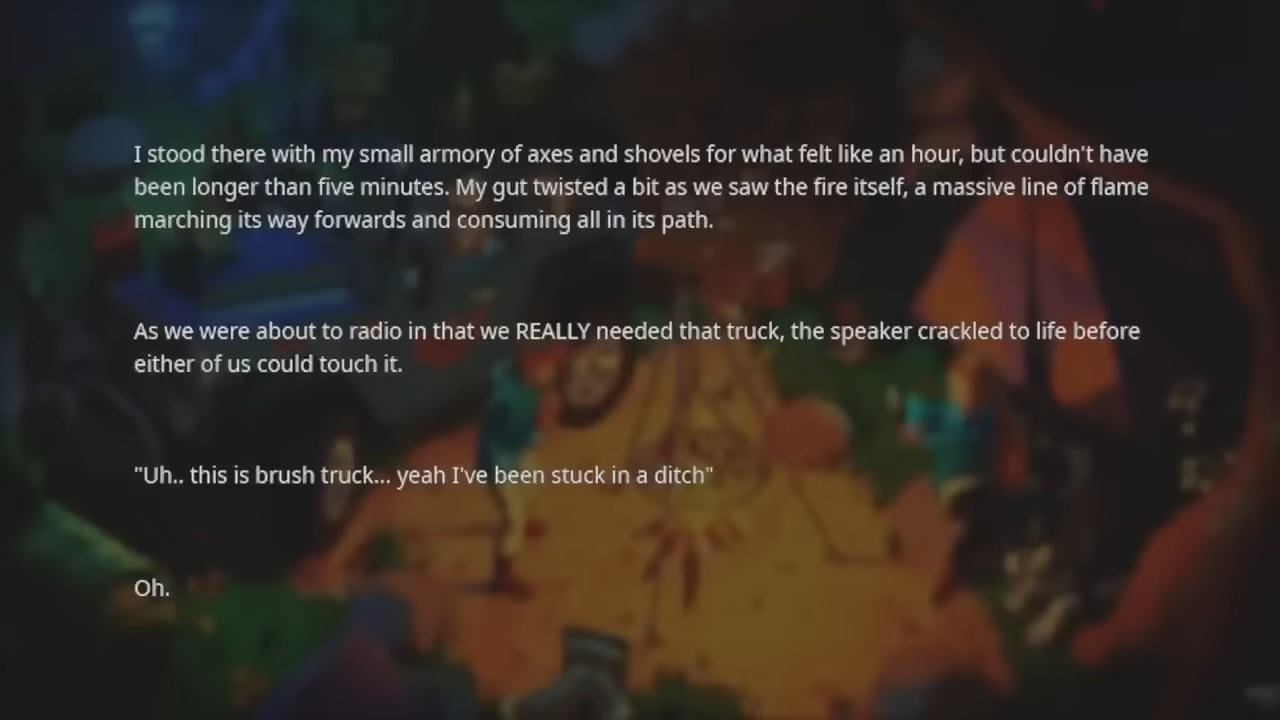 I stood there with my small armory of axes and shovels for what felt like an hour, but couldn't have
been longer than five minutes. My gut twisted a bit as we saw the fire itself, a massive line of flame
marching its way forwards and consuming all in its path.
As we were about to radio in that we REALLY needed that truck, the speaker crackled to life before
either of us could touch it.
"Uh.. this is brush truck... yeah I've been stuck in a ditch"
Oh.